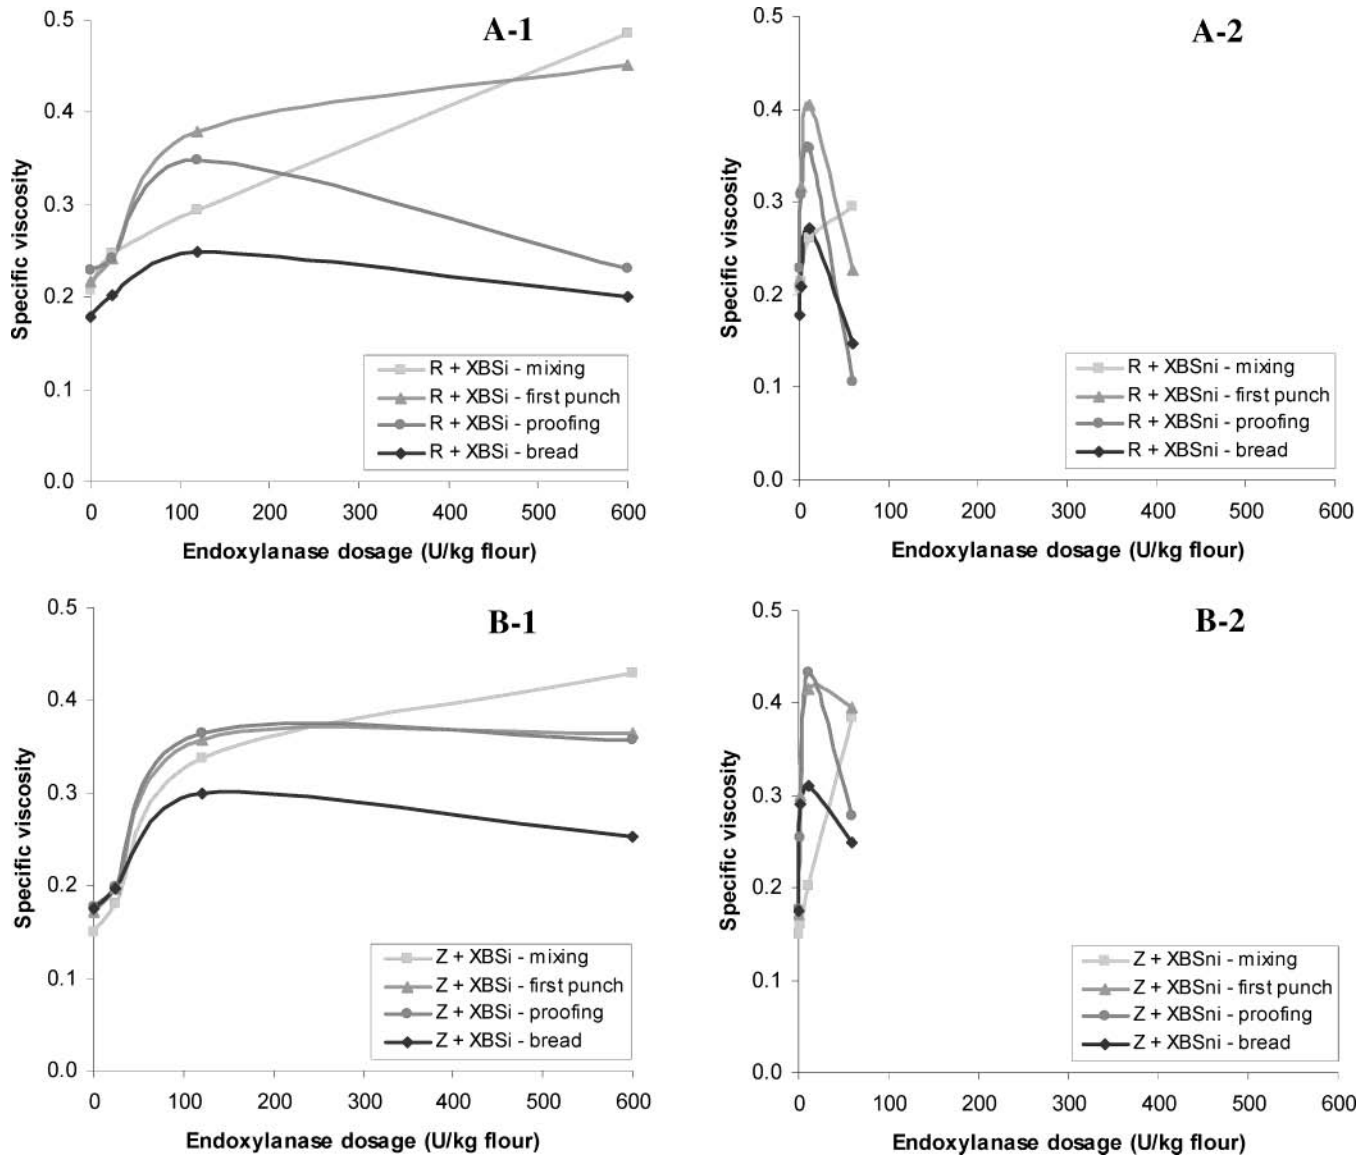 A-1
0.5
0.4
0.3
0.2
0.1
0.0
Specific viscosity
R + XBSi - mixing
R + XBSi - first punch
R + XBSi - proofing
R + XBSi - bread
0 100 200 300 400 500 600
Endoxylanase dosage (U/kg flour)
A-2
0.5
0.4
0.3
0.2
0.1
0.0
Specific viscosity
R + XBSni - mixing
R + XBSni - first punch
R + XBSni - proofing
R + XBSni - bread
0 100 200 300 400 500 600
Endoxylanase dosage (U/kg flour)
B-1
0.5
0.4
0.3
0.2
0.1
0.0
Specific viscosity
Z + XBSi - mixing
Z + XBSi - first punch
Z + XBSi - proofing
Z + XBSi - bread
0 100 200 300 400 500 600
Endoxylanase dosage (U/kg flour)
B-2
0.5
0.4
0.3
0.2
0.1
0.0
Specific viscosity
Z + XBSni - mixing
Z + XBSni - first punch
Z + XBSni - proofing
Z + XBSni - bread
0 100 200 300 400 500 600
Endoxylanase dosage (U/kg flour)